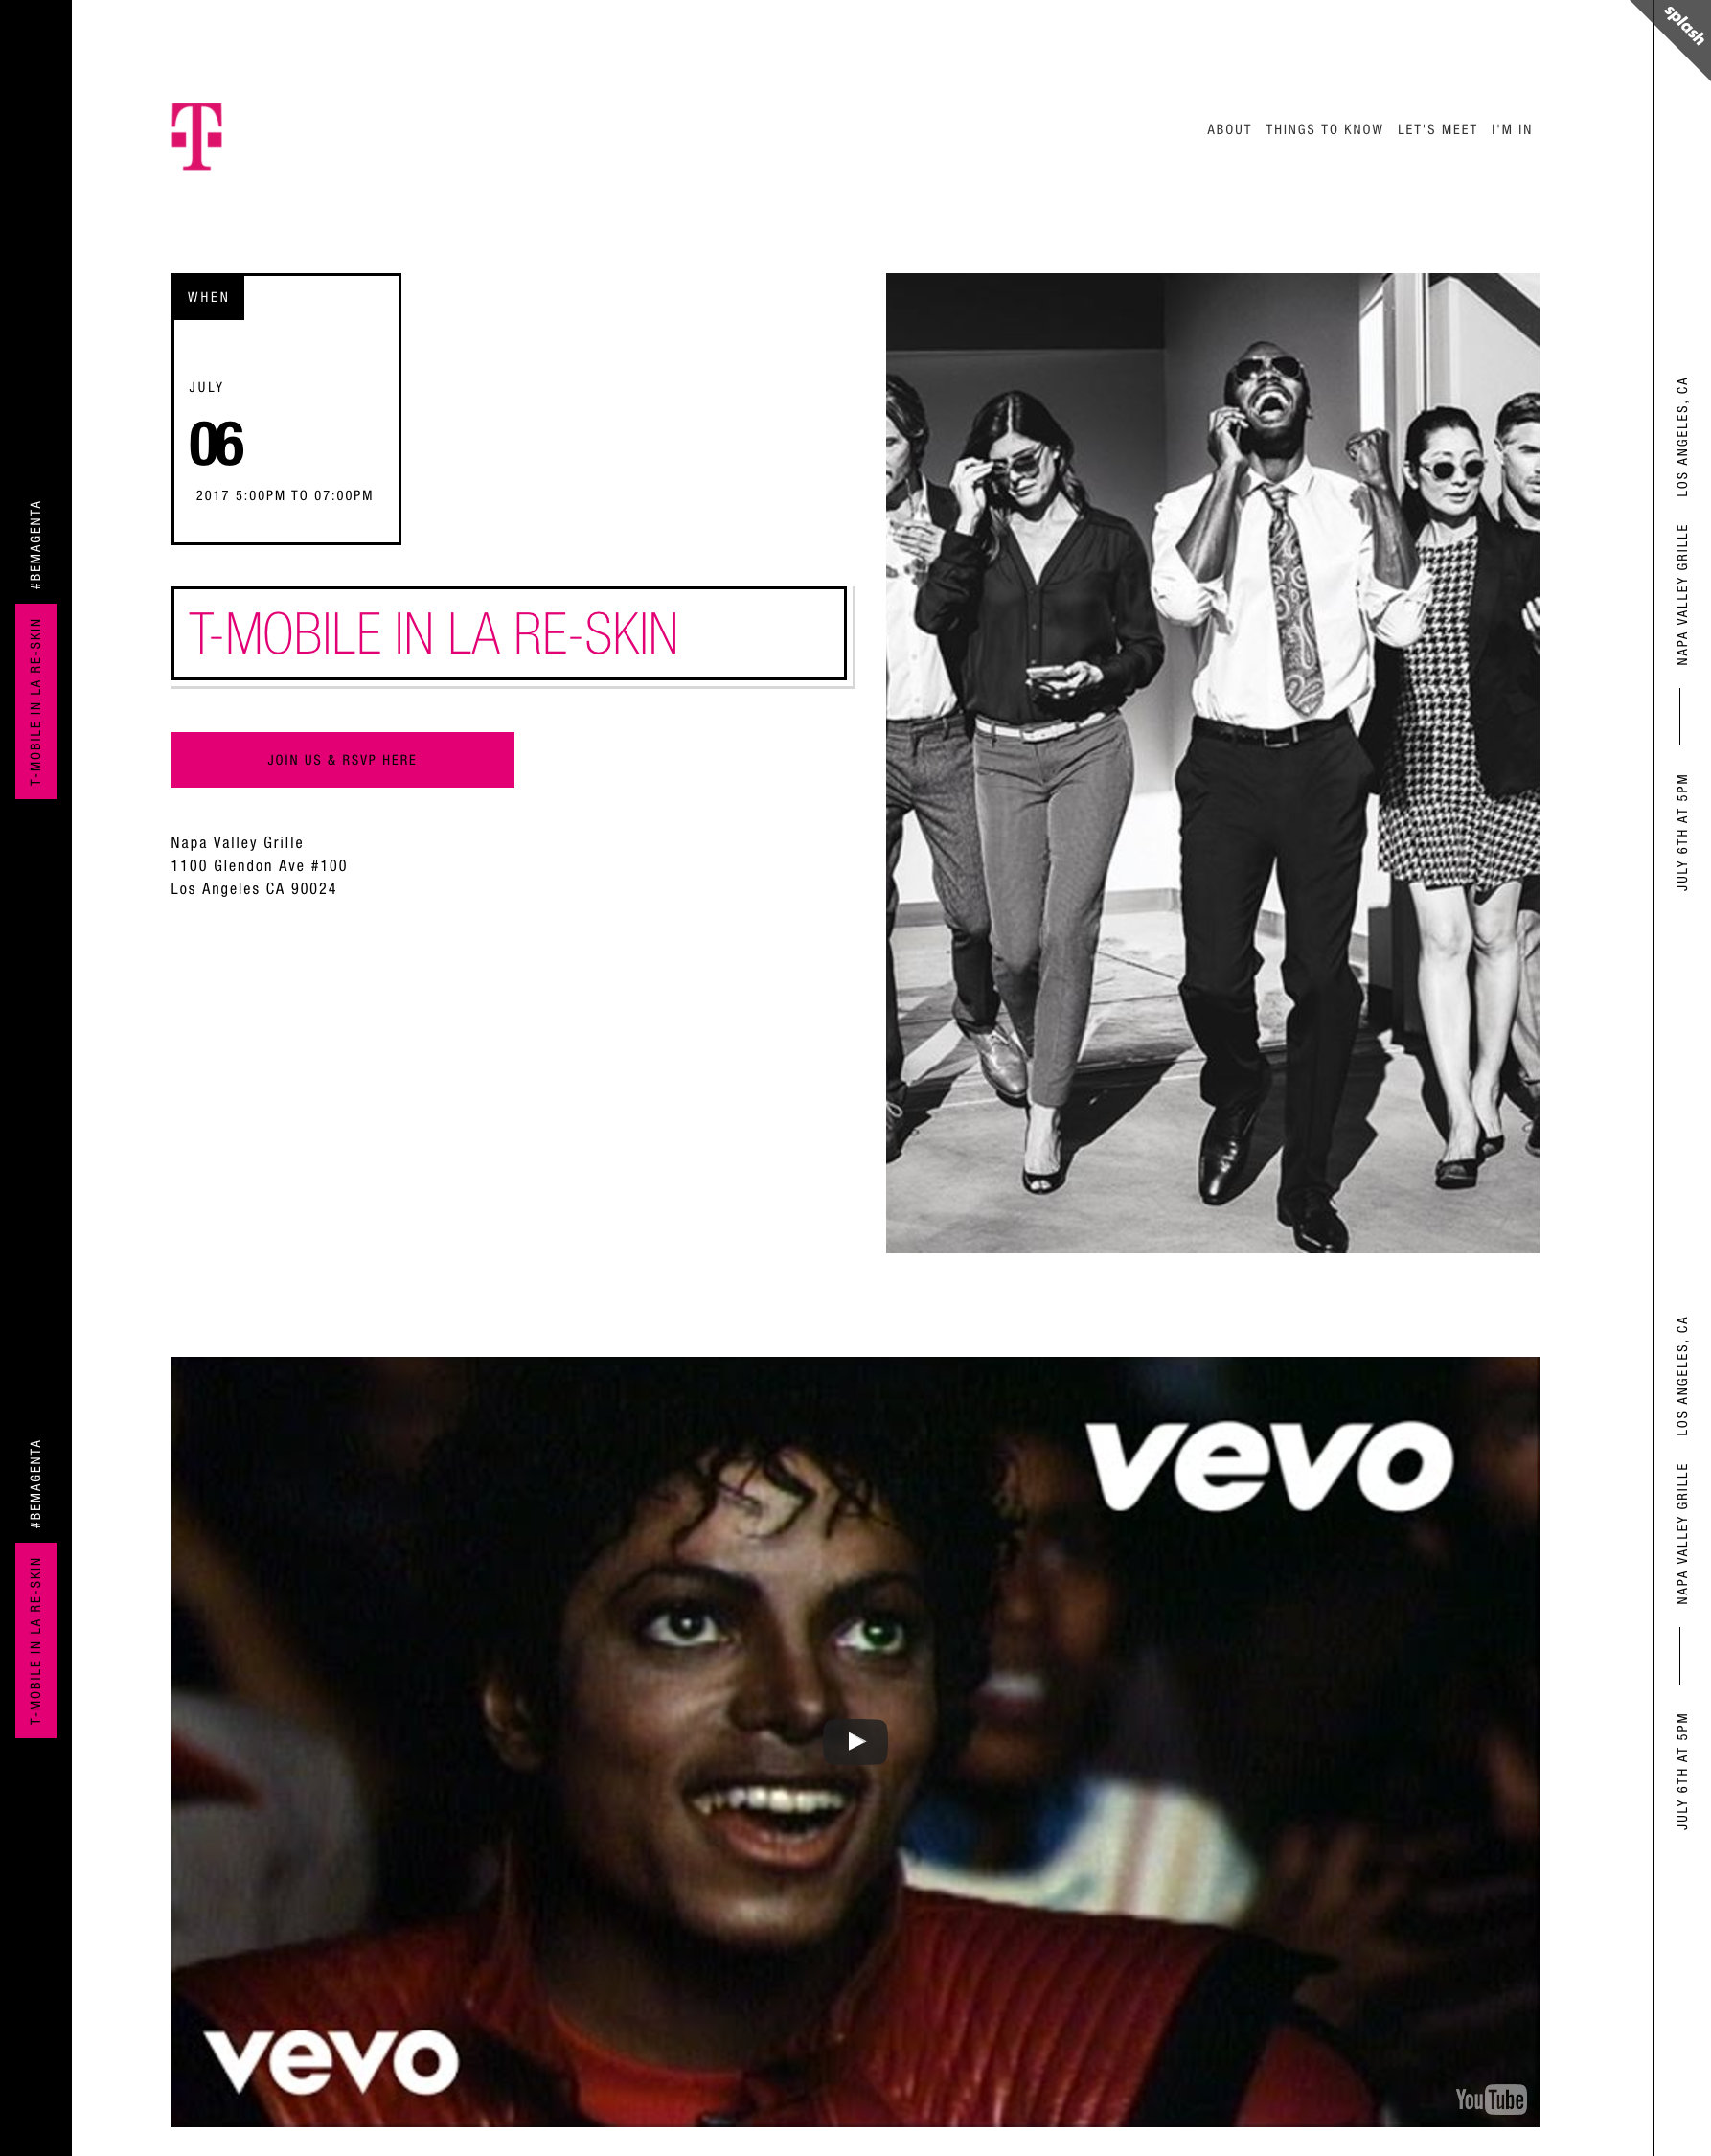 splash
T
ABOUT THINGS TO KNOW LET'S MEET I'M IN
WHEN
JULY
06
2017 5:00PM TO 07:00PM
T-MOBILE IN LA RE-SKIN
JOIN US & RSVP HERE
Napa Valley Grille
1100 Glendon Ave #100
Los Angeles CA 90024
#BEMAGENTA
T-MOBILE IN LA RE-SKIN
JULY 6TH AT 5PM
NAPA VALLEY GRILLE
LOS ANGELES, CA
vevo
vevo
YouTube
#BEMAGENTA
T-MOBILE IN LA RE-SKIN
JULY 6TH AT 5PM
NAPA VALLEY GRILLE
LOS ANGELES, CA